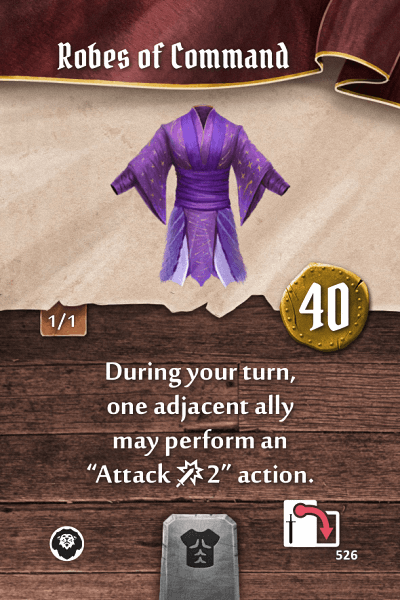 Robes of Command
40
1/1
During your turn,
one adjacent ally
may perform an
“Attack 2” action.
526